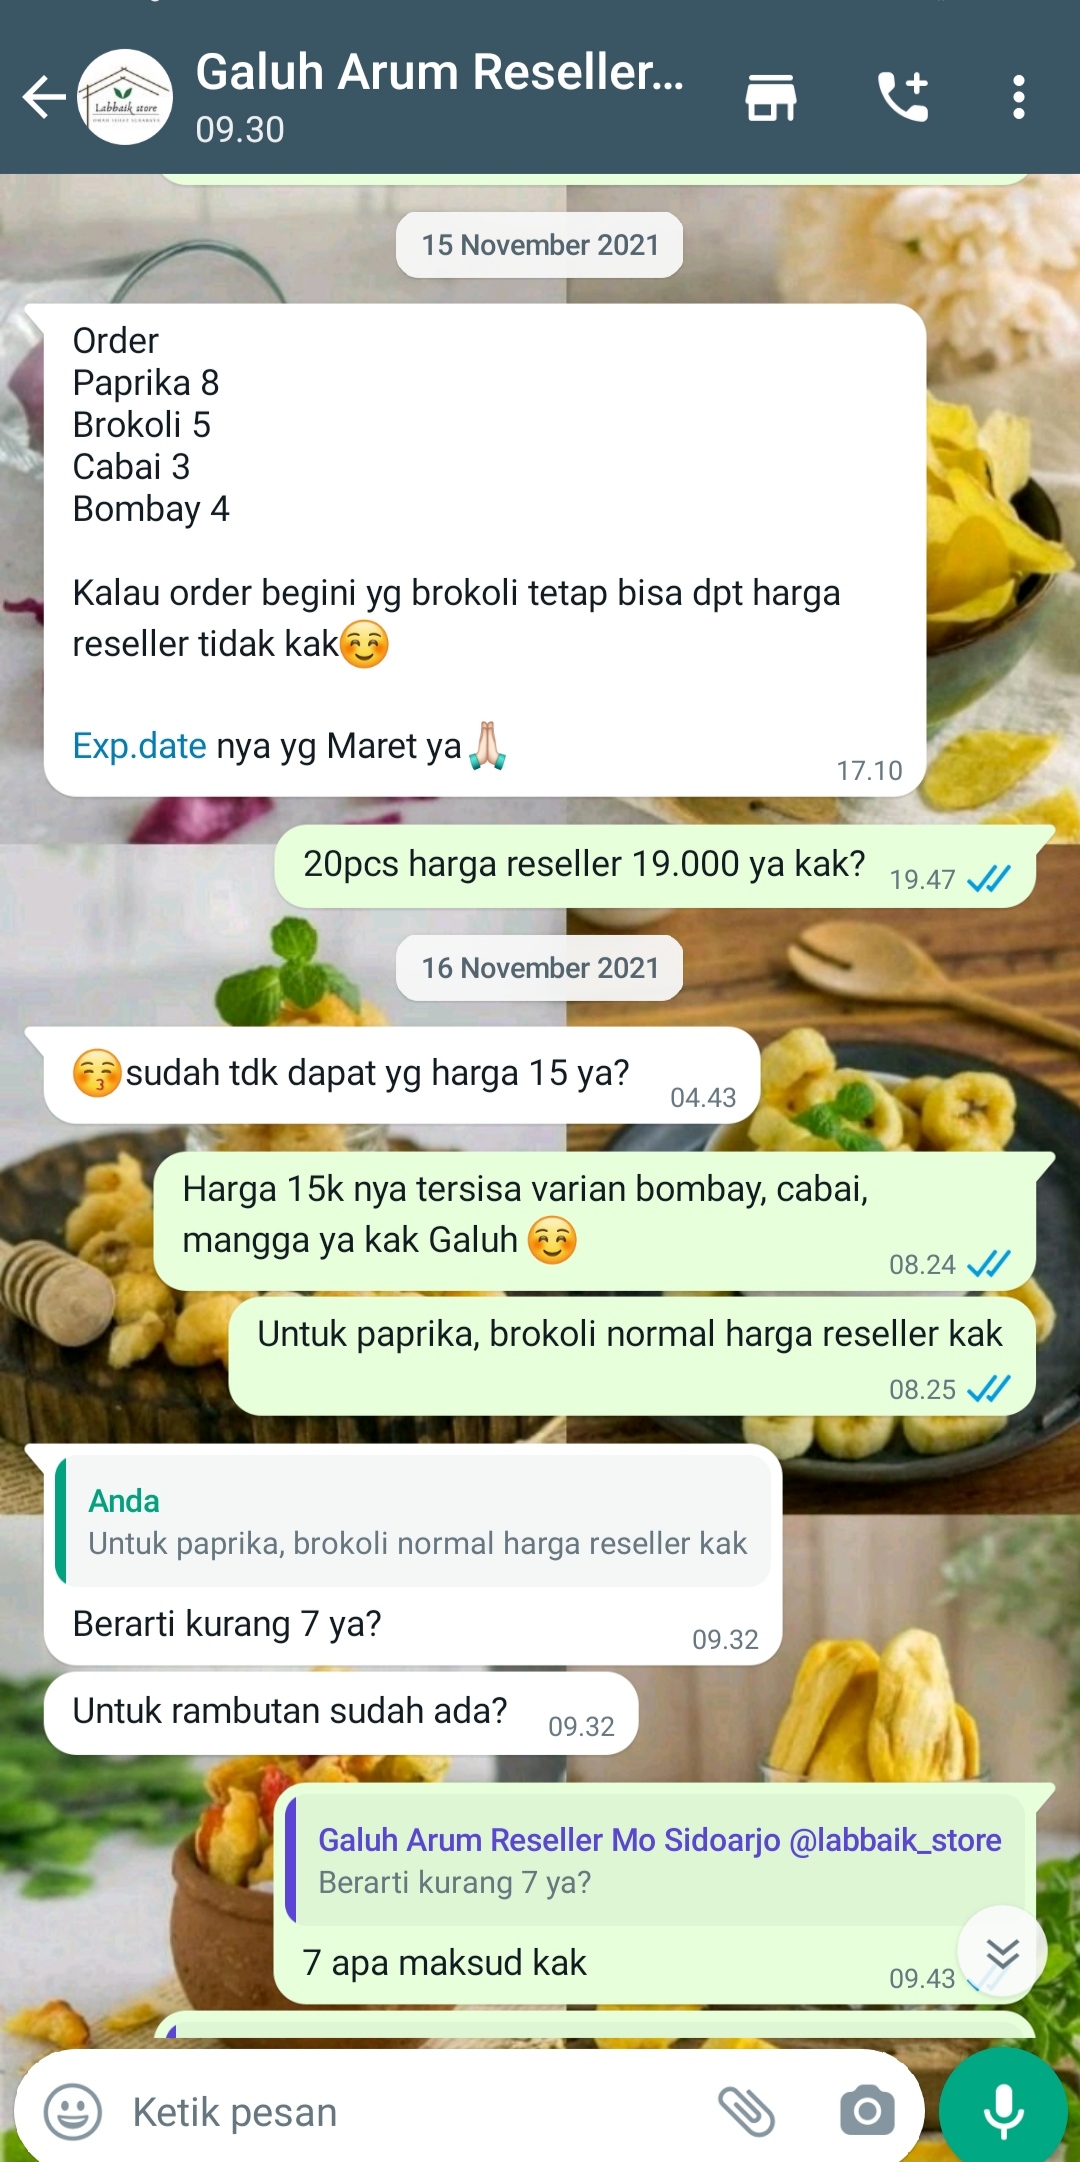 Galuh Arum Reseller...
09.30
Labbaik store
15 November 2021
Order
Paprika 8
Brokoli 5
Cabai 3
Bombay 4
Kalau order begini yg brokoli tetap bisa dpt harga
reseller tidak kak😊
Exp.date nya yg Maret ya🙏🏻
17.10
20pcs harga reseller 19.000 ya kak?
19.47
16 November 2021
😚sudah tdk dapat yg harga 15 ya?
04.43
Harga 15k nya tersisa varian bombay, cabai,
mangga ya kak Galuh 😊
08.24
Untuk paprika, brokoli normal harga reseller kak
08.25
Anda
Untuk paprika, brokoli normal harga reseller kak
Berarti kurang 7 ya?
09.32
Untuk rambutan sudah ada?
09.32
Galuh Arum Reseller Mo Sidoarjo @labbaik_store
Berarti kurang 7 ya?
7 apa maksud kak
09.43
Ketik pesan